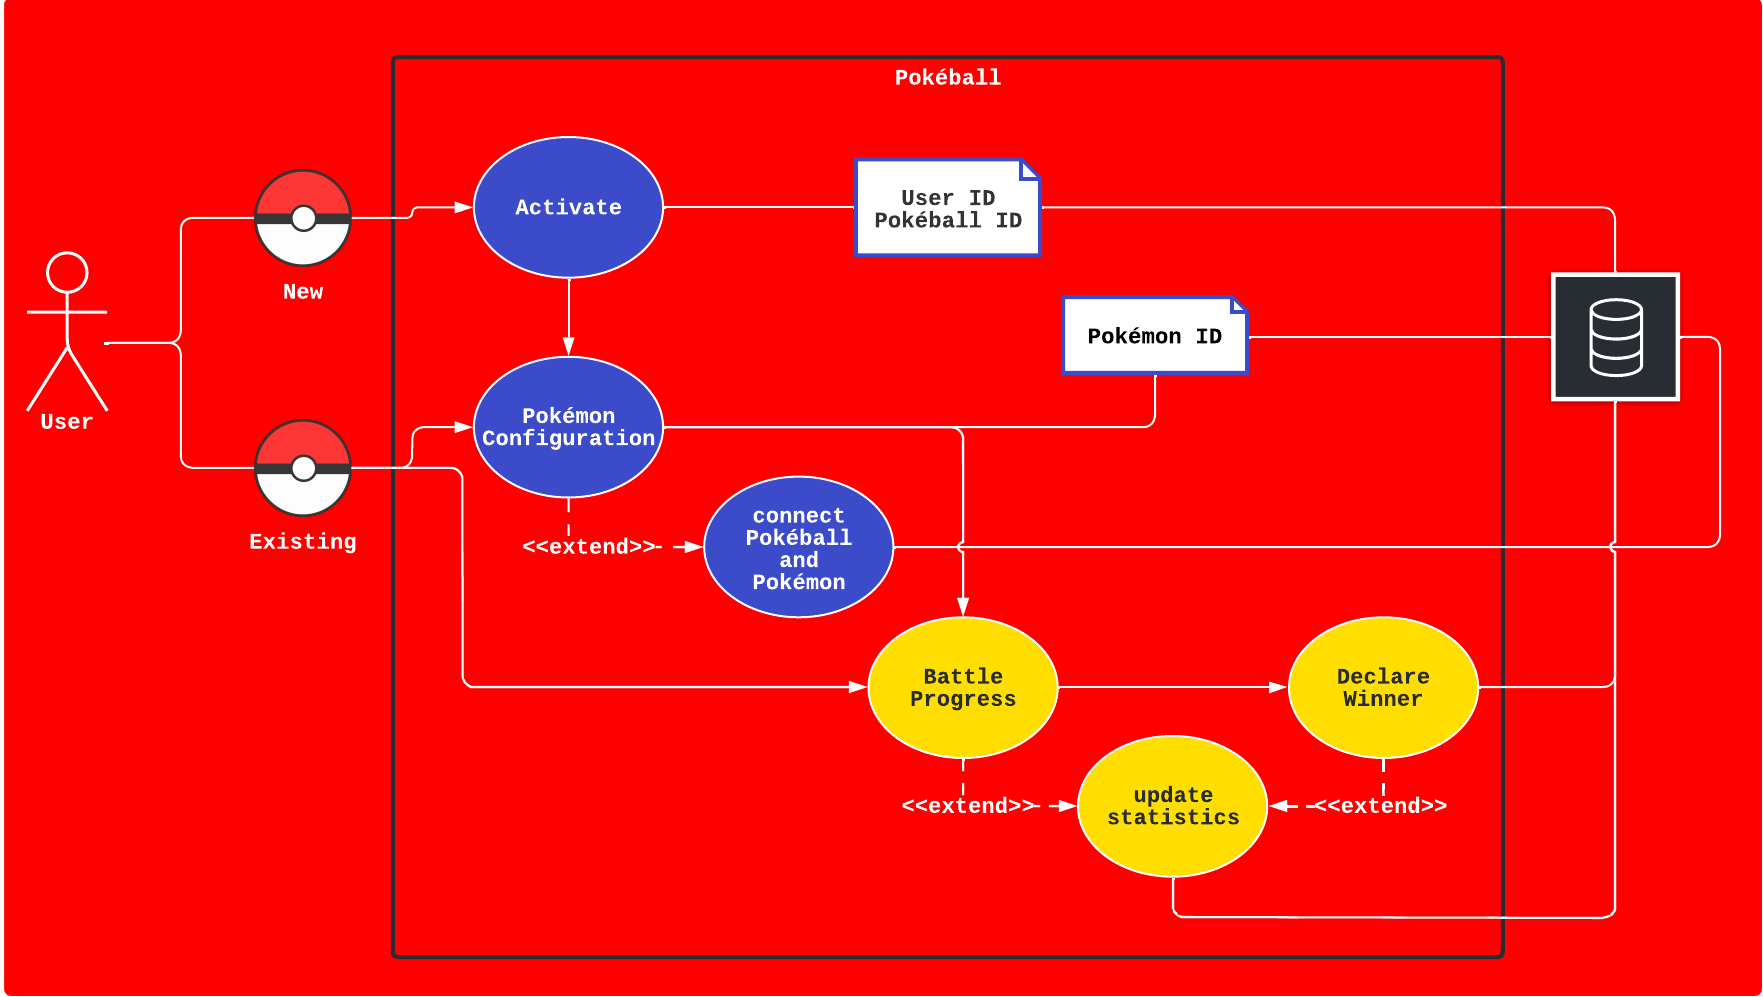 Pokéball
Activate
User ID
Pokéball ID
New
Pokémon ID
User
Pokémon
Configuration
Existing
<<extend>>
connect
Pokéball
and
Pokémon
Battle
Progress
Declare
Winner
<<extend>>
update
statistics
<<extend>>